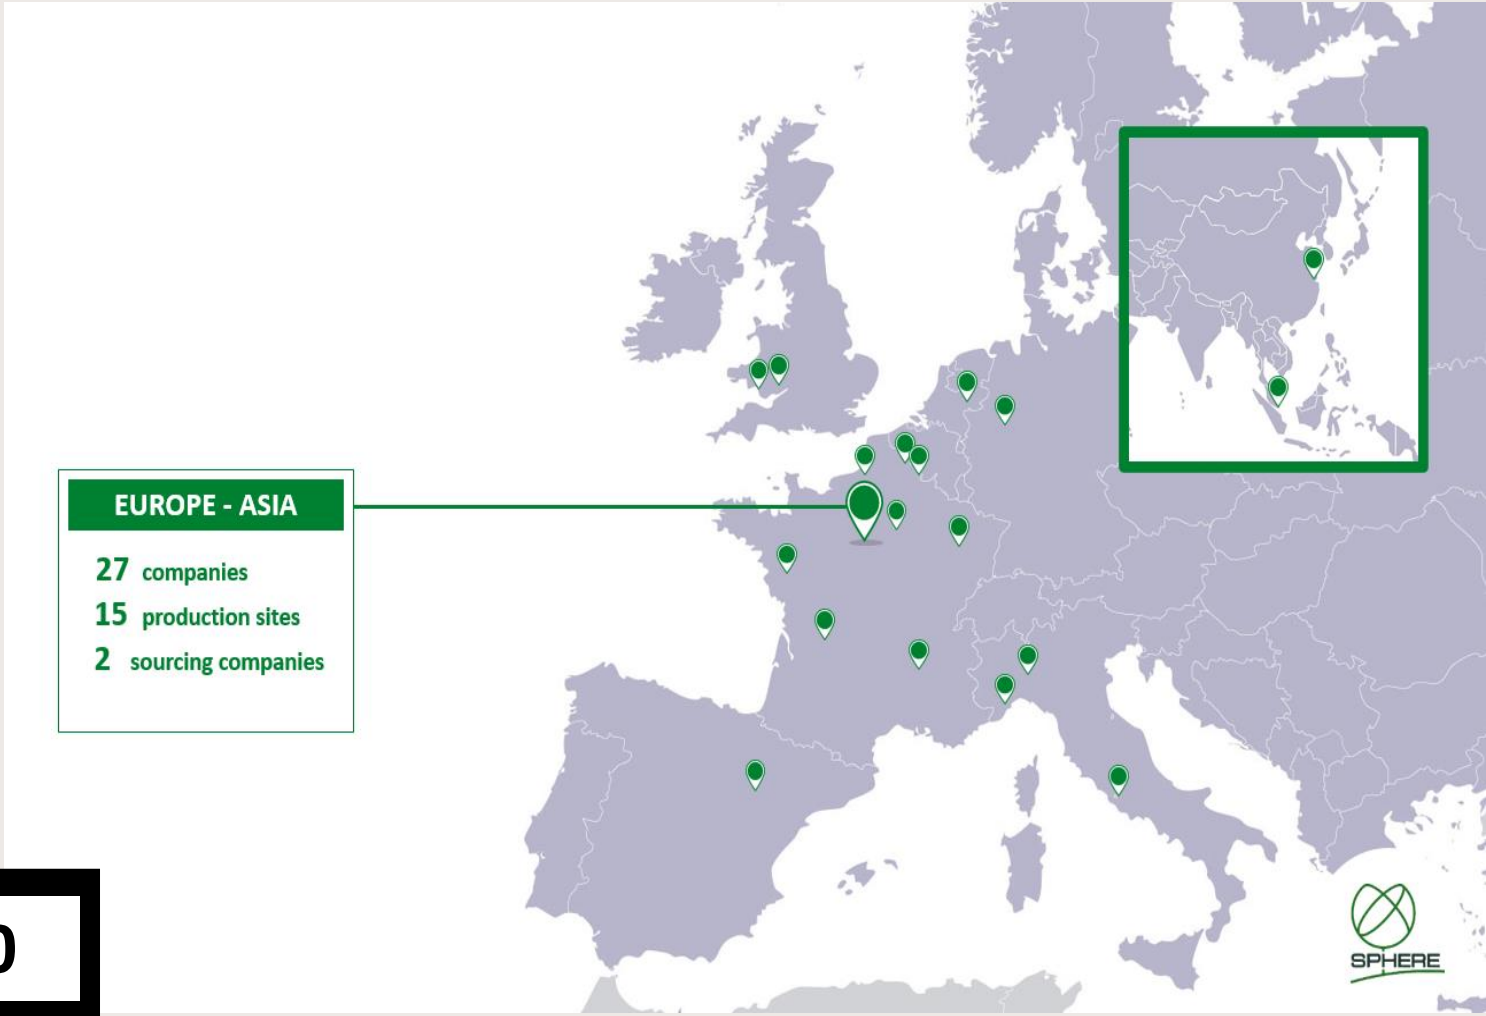 EUROPE - ASIA
27 companies
15 production sites
2 sourcing companies
SPHERE